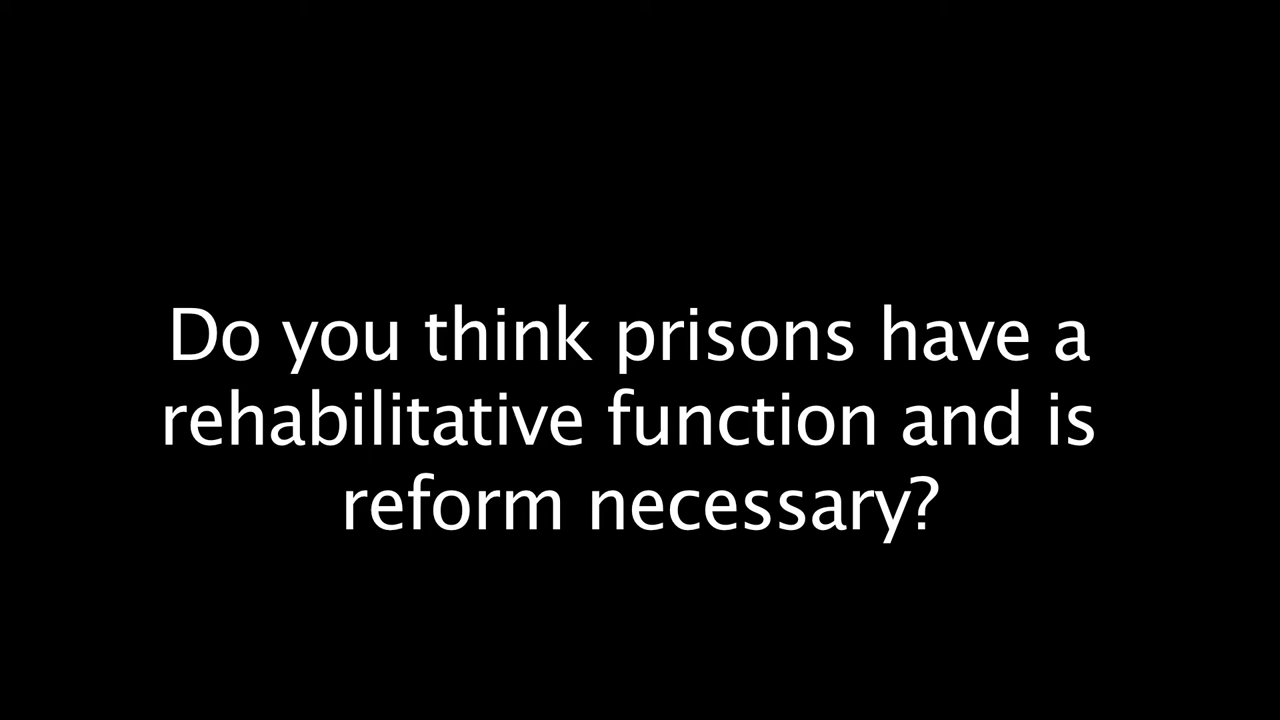 Do you think prisons have a
rehabilitative function and is
reform necessary?